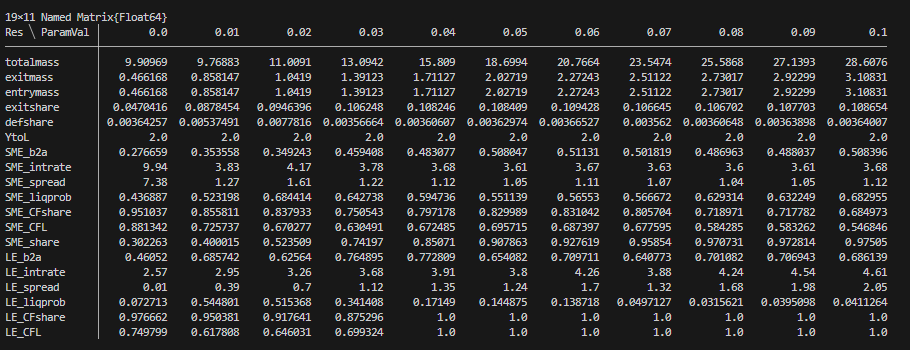 19×11 Named Matrix{Float64}
Res ╲ ParamVal │ 0.0 0.01 0.02 0.03 0.04 0.05 0.06 0.07 0.08 0.09 0.1
totalmass │ 9.90969 9.76883 11.0091 13.0942 15.809 18.6994 20.7664 23.5474 25.5868 27.1393 28.6076
exitmass │ 0.466168 0.858147 1.0419 1.39123 1.71127 2.02719 2.27243 2.51122 2.73017 2.92299 3.10831
entrymass │ 0.466168 0.858147 1.0419 1.39123 1.71127 2.02719 2.27243 2.51122 2.73017 2.92299 3.10831
exitshare │ 0.0470416 0.0878454 0.0946396 0.106248 0.108246 0.108409 0.109428 0.106645 0.106702 0.107703 0.108654
defshare │ 0.00364257 0.00537491 0.0077816 0.00356664 0.00360607 0.00362974 0.00366527 0.003562 0.00360648 0.00363898 0.00364007
YtoL │ 2.0 2.0 2.0 2.0 2.0 2.0 2.0 2.0 2.0 2.0 2.0
SME_b2a │ 0.276659 0.353558 0.349243 0.459408 0.483077 0.508047 0.51131 0.501819 0.486963 0.488037 0.508396
SME_intrate │ 9.94 3.83 4.17 3.78 3.68 3.61 3.67 3.63 3.6 3.61 3.68
SME_spread │ 7.38 1.27 1.61 1.22 1.12 1.05 1.11 1.07 1.04 1.05 1.12
SME_liqprob │ 0.436887 0.523198 0.684414 0.642738 0.594736 0.551139 0.56553 0.566672 0.629314 0.632249 0.682955
SME_CFshare │ 0.951037 0.855811 0.837933 0.750543 0.797178 0.829989 0.831042 0.805704 0.718971 0.717782 0.684973
SME_CFL │ 0.881342 0.725737 0.670277 0.630491 0.672485 0.695715 0.687397 0.677595 0.584285 0.583262 0.546846
SME_share │ 0.302263 0.400015 0.523509 0.74197 0.85071 0.907863 0.927619 0.95854 0.970731 0.972814 0.97505
LE_b2a │ 0.46052 0.685742 0.62564 0.764895 0.772809 0.654082 0.709711 0.640773 0.701082 0.706943 0.686139
LE_intrate │ 2.57 2.95 3.26 3.68 3.91 3.8 4.26 3.88 4.24 4.54 4.61
LE_spread │ 0.01 0.39 0.7 1.12 1.35 1.24 1.7 1.32 1.68 1.98 2.05
LE_liqprob │ 0.072713 0.544801 0.515368 0.341408 0.17149 0.144875 0.138718 0.0497127 0.0315621 0.0395098 0.0411264
LE_CFshare │ 0.976662 0.950381 0.917641 0.875296 1.0 1.0 1.0 1.0 1.0 1.0 1.0
LE_CFL │ 0.749799 0.617808 0.646031 0.699324 1.0 1.0 1.0 1.0 1.0 1.0 1.0